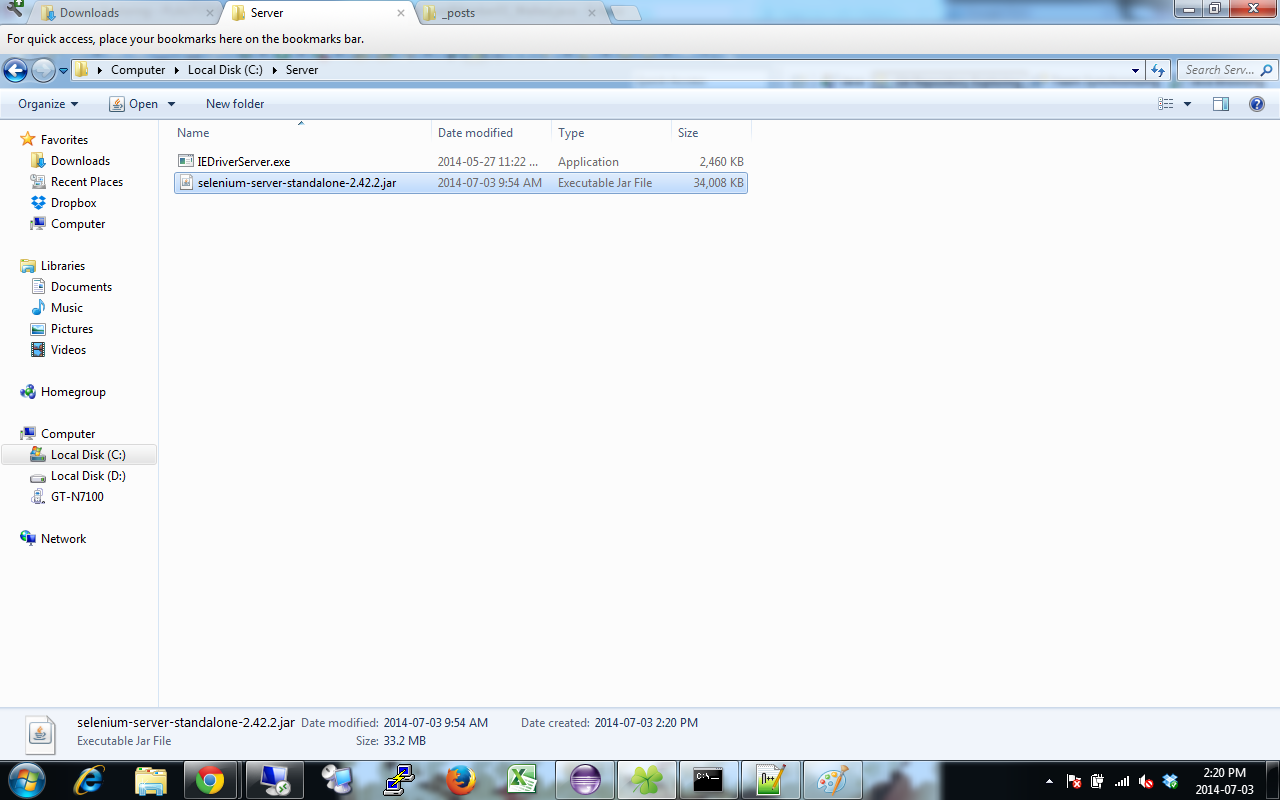 Downloads
Server
_posts
For quick access, place your bookmarks here on the bookmarks bar.
Computer
Local Disk (C:)
Server
Search Serv...
Organize
Open
New folder
Name
Date modified
Type
Size
IEDriverServer.exe
2014-05-27 11:22 ...
Application
2,460 KB
selenium-server-standalone-2.42.2.jar
2014-07-03 9:54 AM
Executable Jar File
34,008 KB
Favorites
Downloads
Recent Places
Dropbox
Computer
Libraries
Documents
Music
Pictures
Videos
Homegroup
Computer
Local Disk (C:)
Local Disk (D:)
GT-N7100
Network
selenium-server-standalone-2.42.2.jar Date modified: 2014-07-03 9:54 AM Date created: 2014-07-03 2:20 PM
Executable Jar File Size: 33.2 MB
2:20 PM
2014-07-03